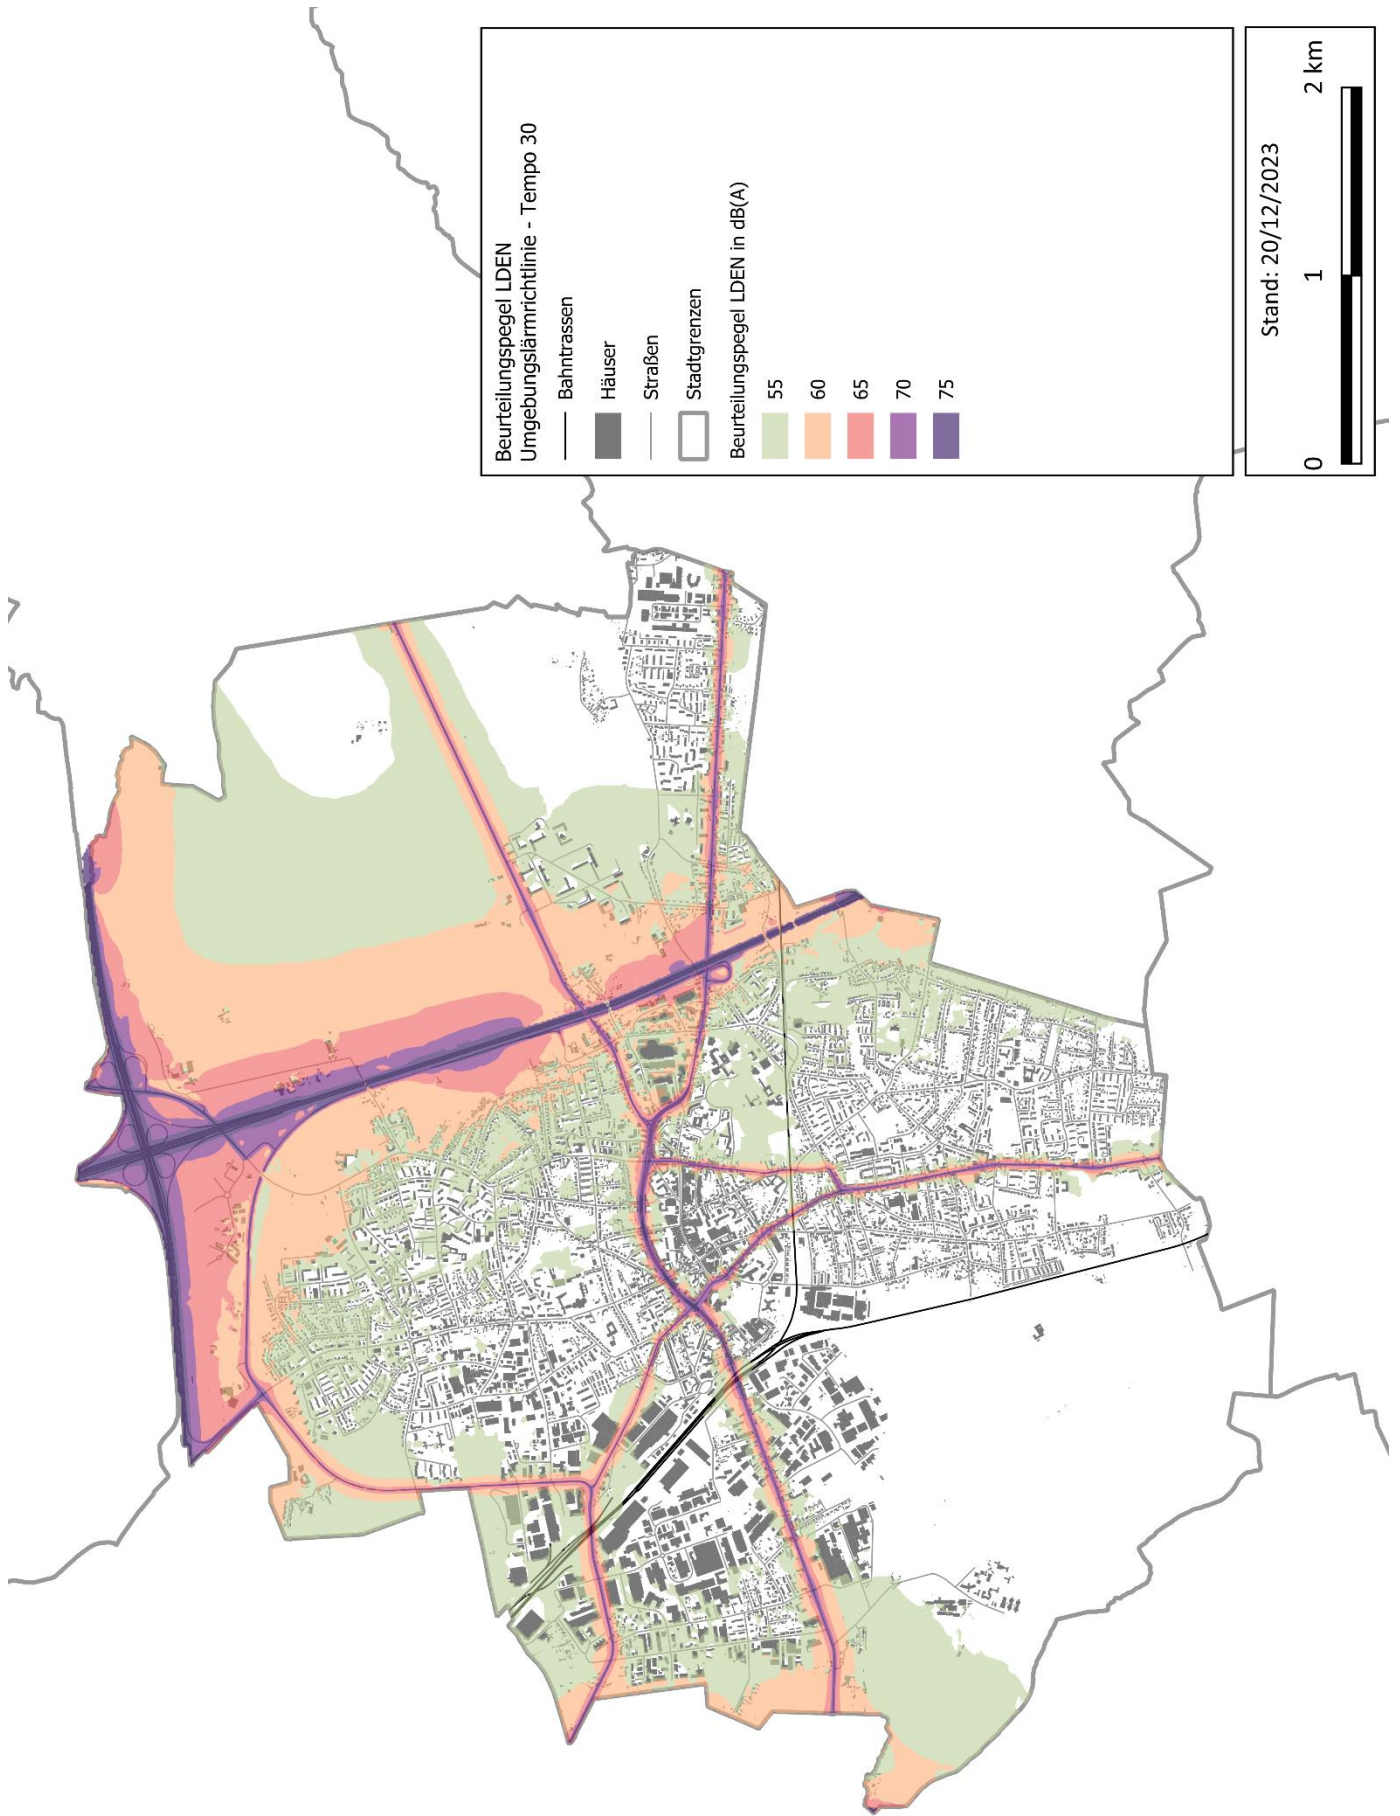 Beurteilungspegel LDEN
Umgebungslärmrichtlinie - Tempo 30
Bahntrassen
Häuser
Straßen
Stadtgrenzen
Beurteilungspegel LDEN in dB(A)
55
60
65
70
75
Stand: 20/12/2023
0 1 2 km